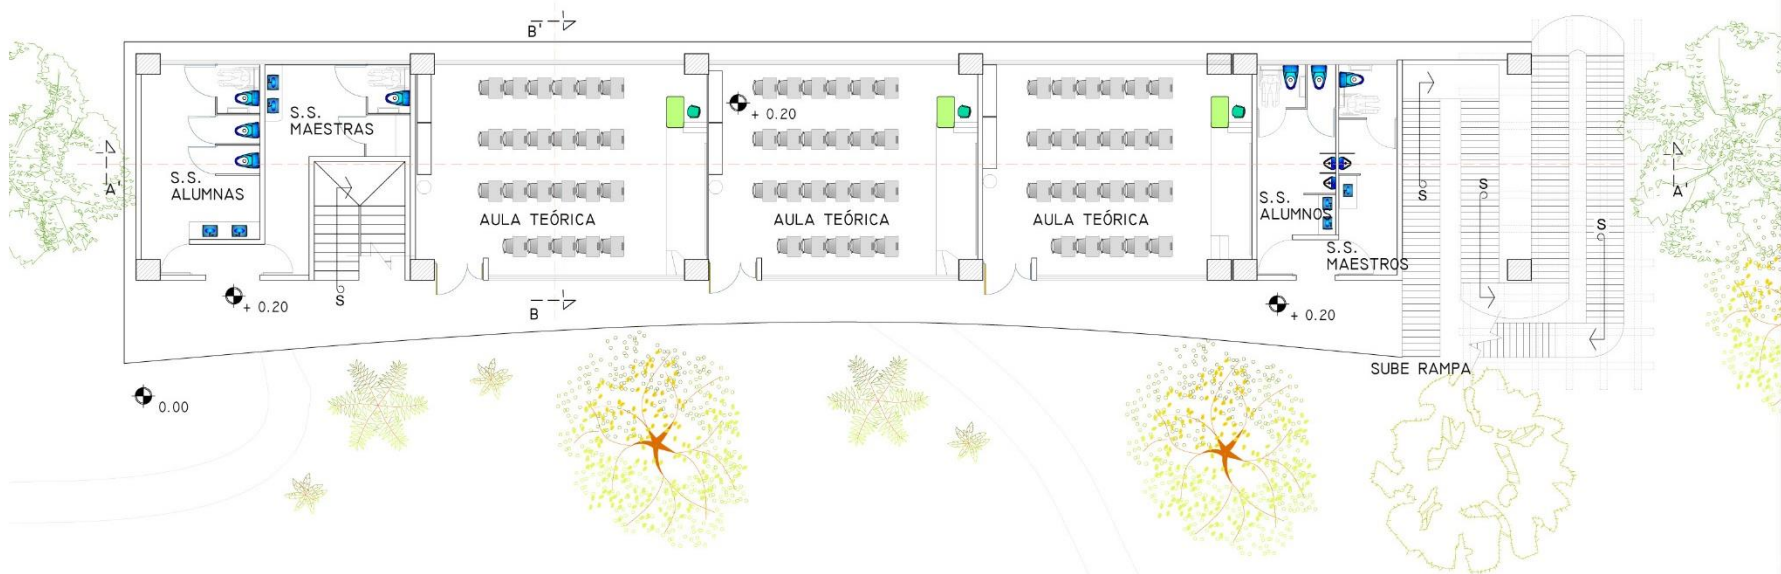 B'
S.S.
MAESTRAS
+ 0.20
A'
A'
S.S.
ALUMNAS
S
S
S
S.S.
ALUMNOS
AULA TEÓRICA
AULA TEÓRICA
AULA TEÓRICA
S.S.
MAESTROS
+ 0.20
S
B
+ 0.20
SUBE RAMPA
0.00